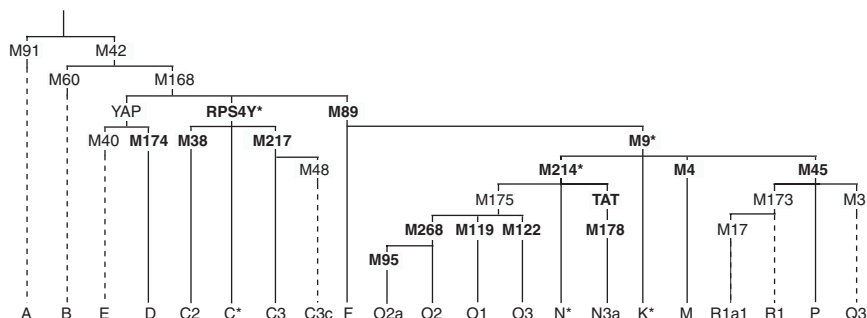 M91 M42
M60 M168
YAP RPS4Y* M89
M40 M174 M38 M217 M9*
M48 M214* M4 M45
M175 TAT M173 M3
M268 M119 M122 M178 M17
M95
A B E D C2 C* C3 C3c F O2a O2 O1 O3 N* N3a K* M R1a1 R1 P Q3